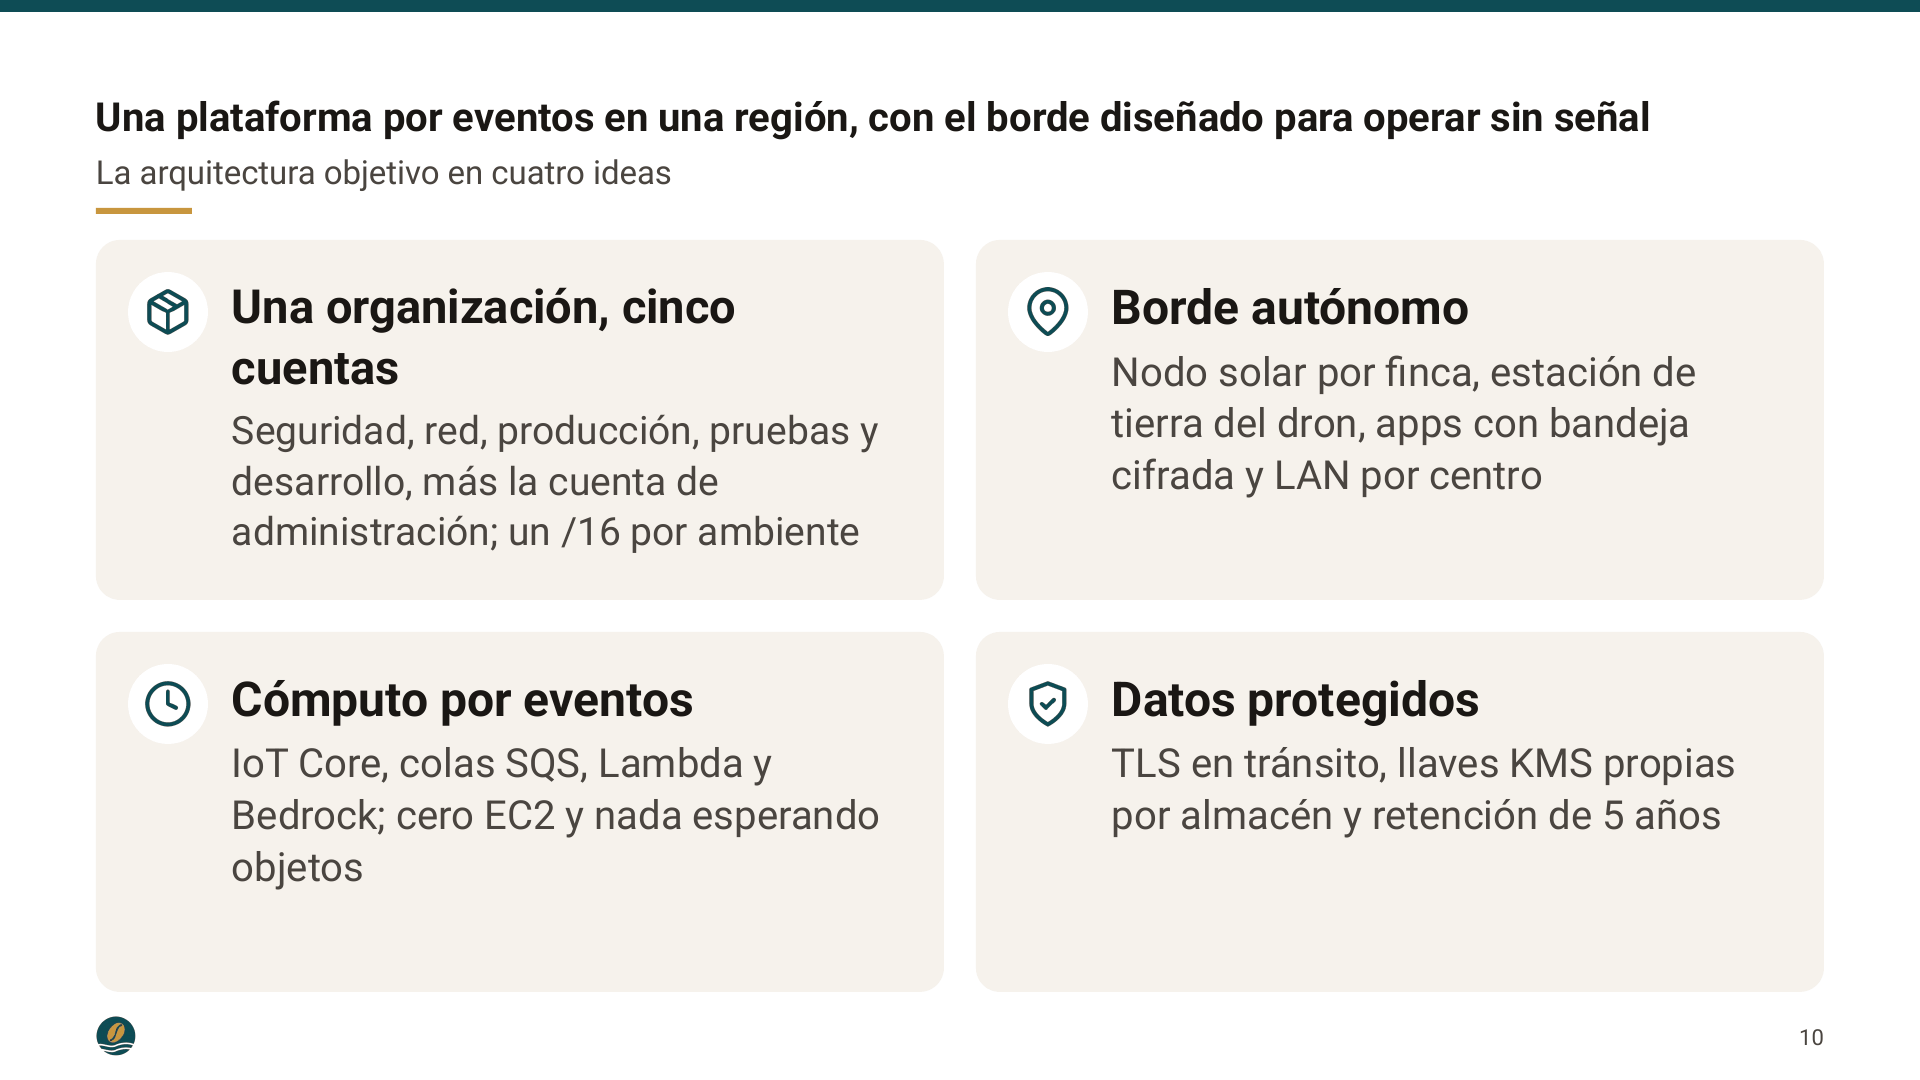 Una plataforma por eventos en una región, con el borde diseñado para operar sin señal
La arquitectura objetivo en cuatro ideas
Una organización, cinco
cuentas
Seguridad, red, producción, pruebas y
desarrollo, más la cuenta de
administración; un /16 por ambiente
Borde autónomo
Nodo solar por finca, estación de
tierra del dron, apps con bandeja
cifrada y LAN por centro
Cómputo por eventos
IoT Core, colas SQS, Lambda y
Bedrock; cero EC2 y nada esperando
objetos
Datos protegidos
TLS en tránsito, llaves KMS propias
por almacén y retención de 5 años
10